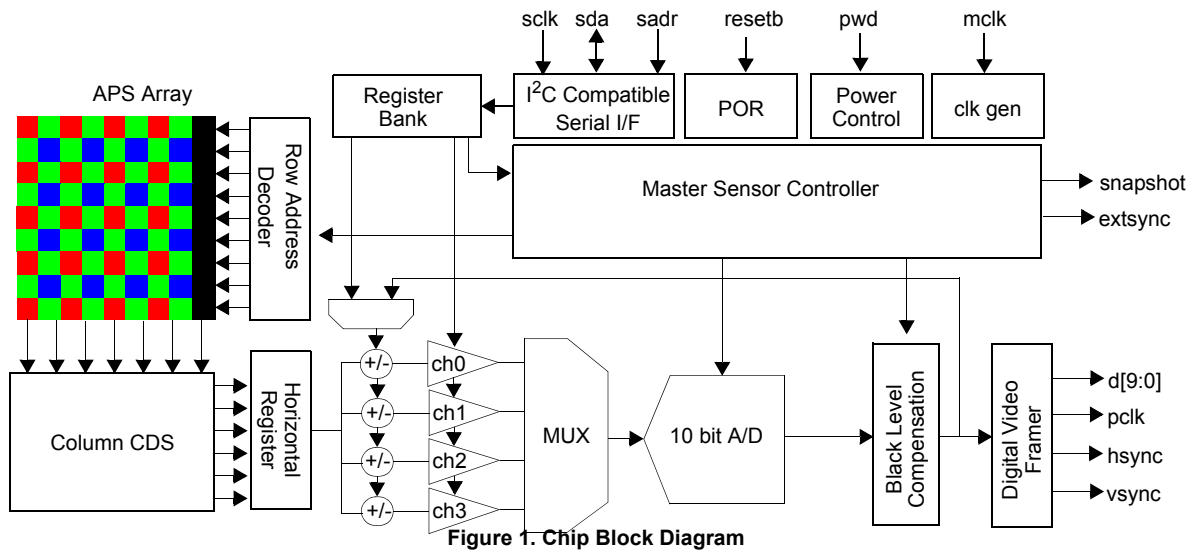 sclk sda sadr resetb pwd mclk
APS Array
Register
Bank
I2C Compatible
Serial I/F
POR
Power
Control
clk gen
Row Address
Decoder
Master Sensor Controller
snapshot
extsync
Column CDS
Horizontal
Register
+/-
+/-
+/-
+/-
ch0
ch1
ch2
ch3
MUX
10 bit A/D
Black Level
Compensation
Digital Video
Framer
d[9:0]
pclk
hsync
vsync
Figure 1. Chip Block Diagram